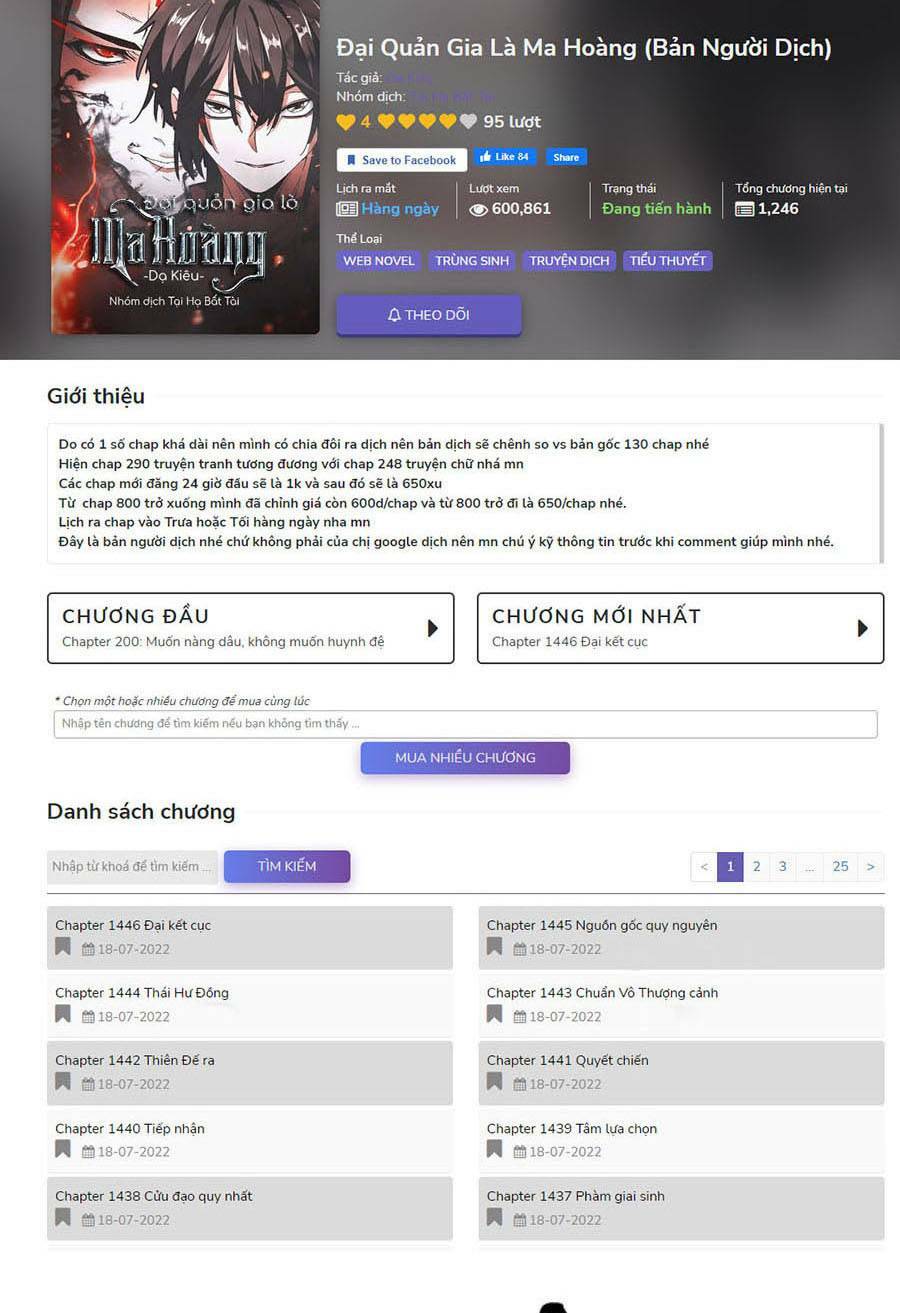 Đại Quản Gia Là Ma Hoàng (Bản Người Dịch)
Tác giả:
Nhóm dịch:
4 95 lượt
Save to Facebook Like 84 Share
Lịch ra mắt Lượt xem Trạng thái Tổng chương hiện tại
Hàng ngày 600,861 Đang tiến hành 1,246
Thể Loại
WEB NOVEL TRÙNG SINH TRUYỆN DỊCH TIỂU THUYẾT
THEO DÕI
Đại quản gia là
Ma Hoàng
-Dạ Kiêu-
Nhóm dịch Tại Hạ Bất Tài
Giới thiệu
Do có 1 số chap khá dài nên mình có chia đôi ra dịch nên bản dịch sẽ chênh so vs bản gốc 130 chap nhé
Hiện chap 290 truyện tranh tương đương với chap 248 truyện chữ nhá mn
Các chap mới đăng 24 giờ đầu sẽ là 1k và sau đó sẽ là 650xu
Từ chap 800 trở xuống mình đã chỉnh giá còn 600d/chap và từ 800 trở đi là 650/chap nhé.
Lịch ra chap vào Trưa hoặc Tối hàng ngày nha mn
Đây là bản người dịch nhé chứ không phải của chị google dịch nên mn chú ý kỹ thông tin trước khi comment giúp mình nhé.
CHƯƠNG ĐẦU
Chapter 200: Muốn nàng dâu, không muốn huynh đệ
CHƯƠNG MỚI NHẤT
Chapter 1446 Đại kết cục
* Chọn một hoặc nhiều chương để mua cùng lúc
Nhập tên chương để tìm kiếm nếu bạn không tìm thấy ...
MUA NHIỀU CHƯƠNG
Danh sách chương
Nhập từ khoá để tìm kiếm ... TÌM KIẾM < 1 2 3 ... 25 >
Chapter 1446 Đại kết cục
18-07-2022
Chapter 1445 Nguồn gốc quy nguyên
18-07-2022
Chapter 1444 Thái Hư Đồng
18-07-2022
Chapter 1443 Chuẩn Vô Thượng cảnh
18-07-2022
Chapter 1442 Thiên Đế ra
18-07-2022
Chapter 1441 Quyết chiến
18-07-2022
Chapter 1440 Tiếp nhận
18-07-2022
Chapter 1439 Tâm lựa chọn
18-07-2022
Chapter 1438 Cửu đạo quy nhất
18-07-2022
Chapter 1437 Phàm giai sinh
18-07-2022